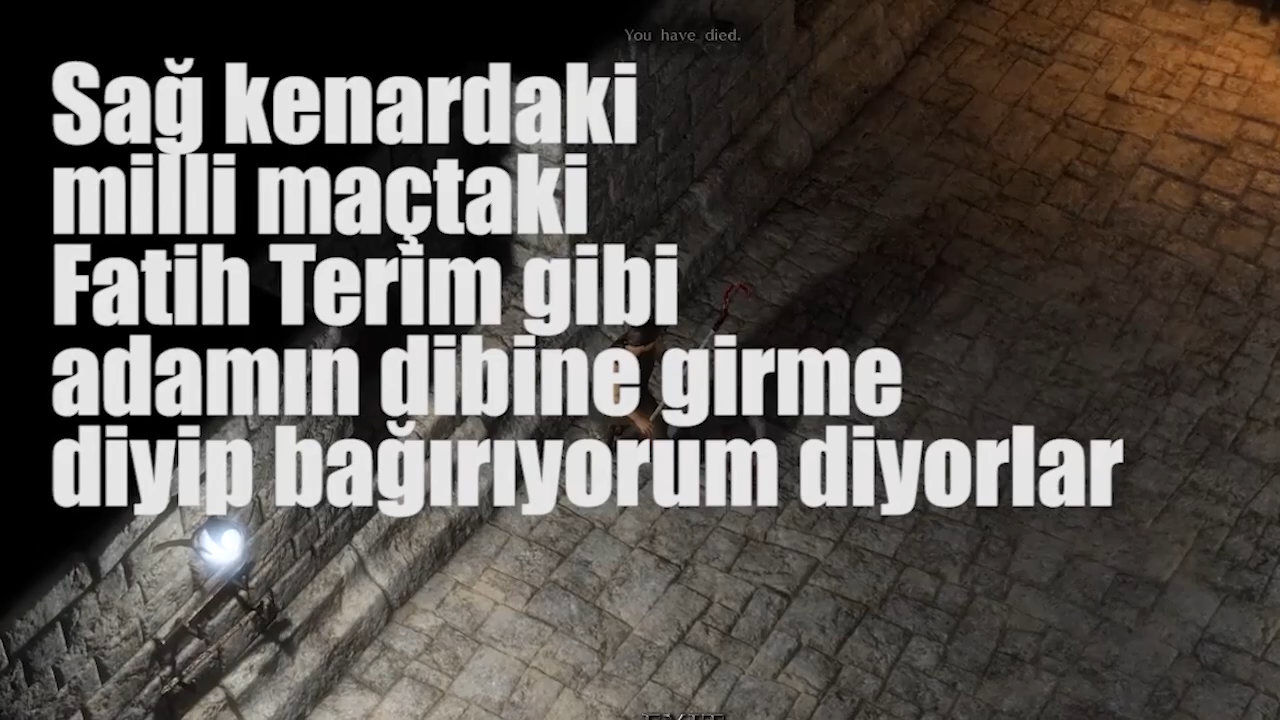 You have died.
Sağ kenardaki
milli maçtaki
Fatih Terim gibi
adamın dibine girme
diyip bağırıyorum diyorlar